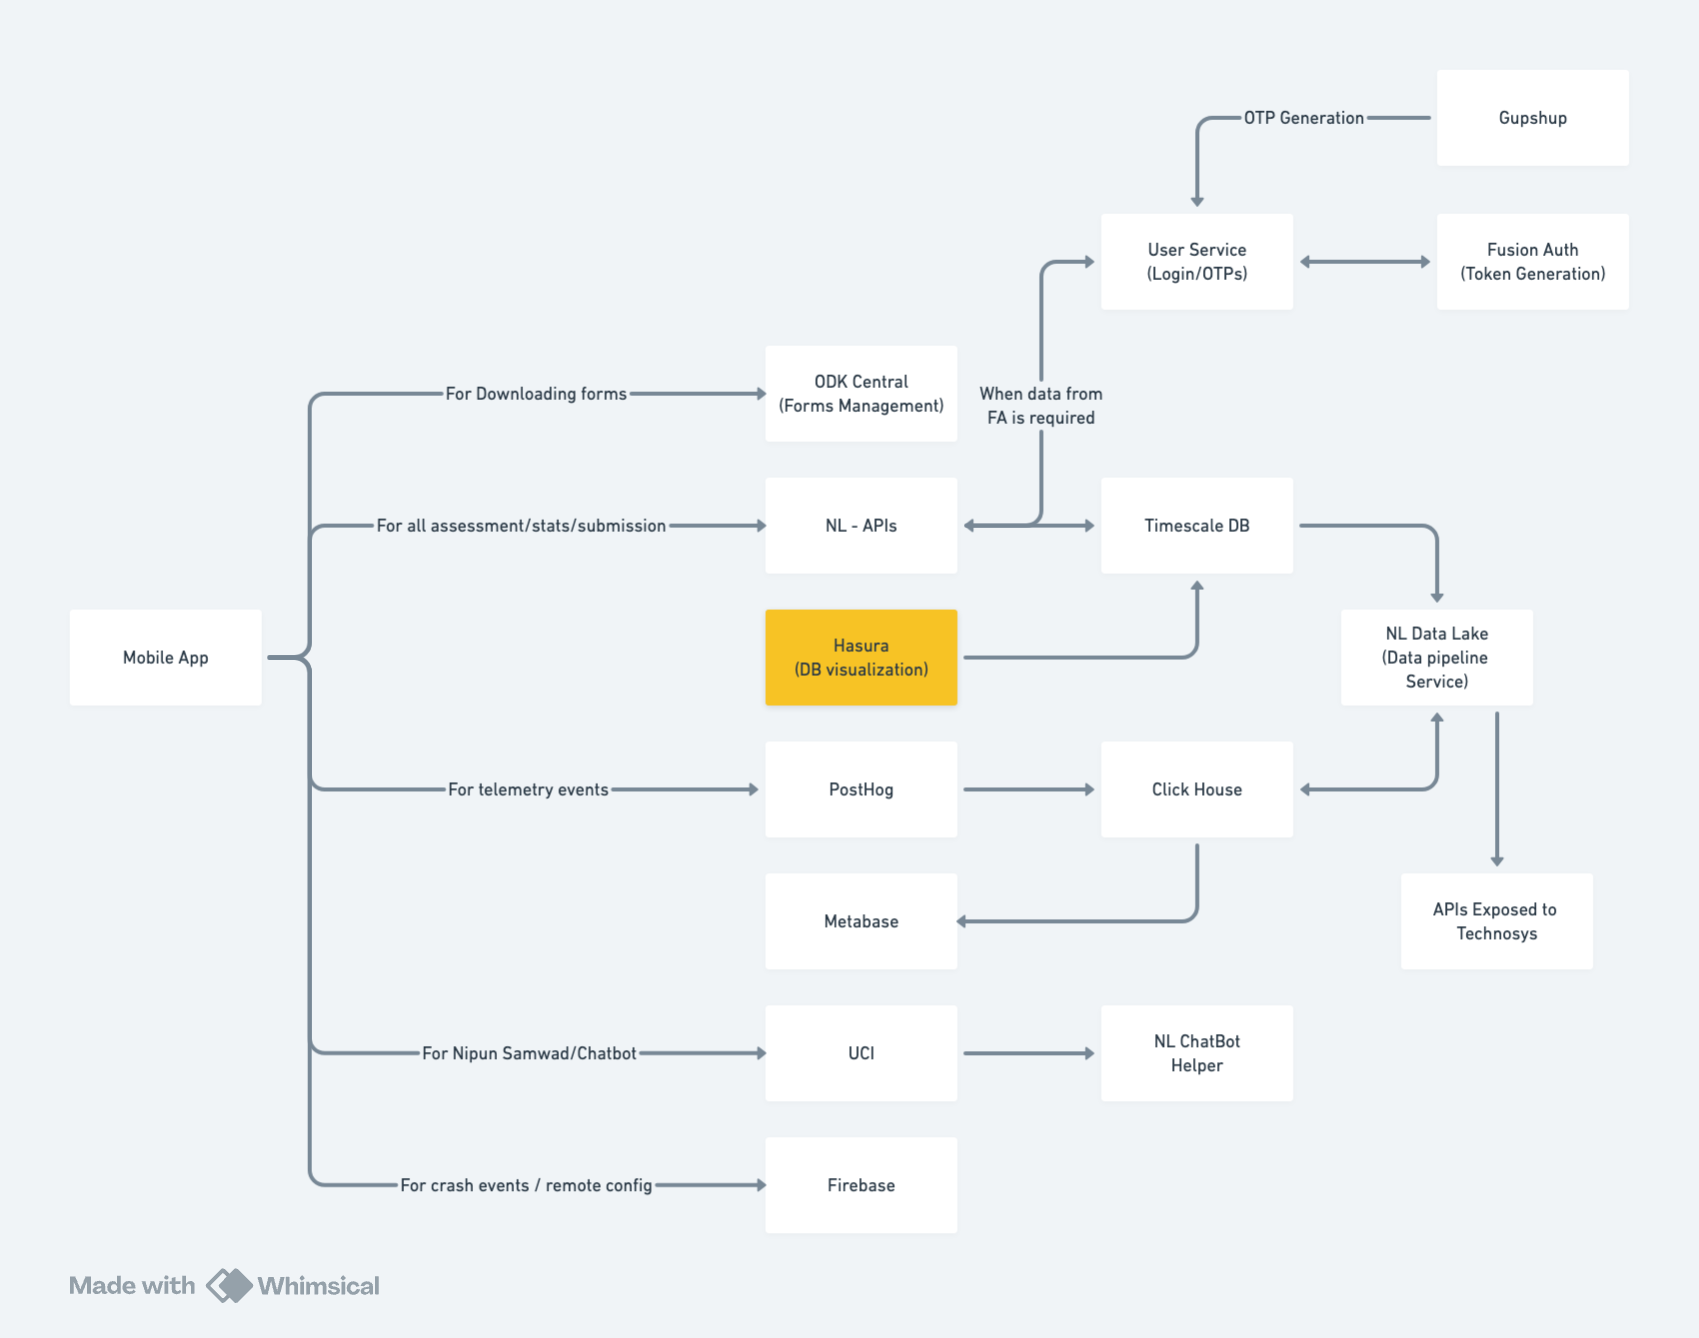 OTP Generation
Gupshup
User Service
(Login/OTPs)
Fusion Auth
(Token Generation)
For Downloading forms
ODK Central
(Forms Management)
When data from
FA is required
For all assessment/stats/submission
NL - APIs
Timescale DB
Mobile App
Hasura
(DB visualization)
NL Data Lake
(Data pipeline
Service)
For telemetry events
PostHog
Click House
Metabase
APIs Exposed to
Technosys
For Nipun Samwad/Chatbot
UCI
NL ChatBot
Helper
For crash events / remote config
Firebase
Made with Whimsical